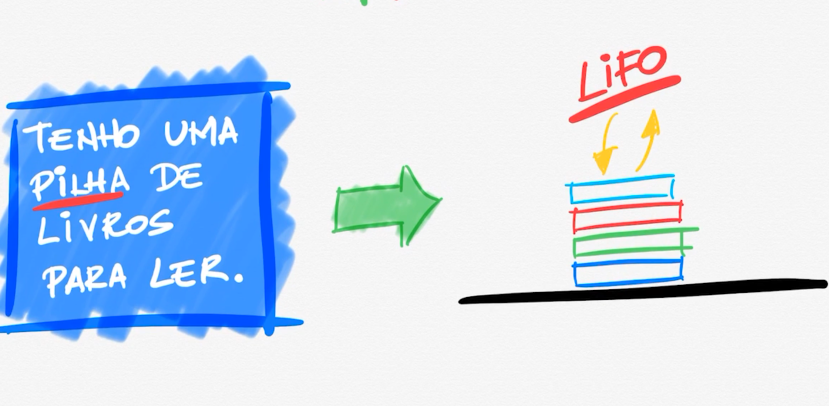 TENHO UMA
PILHA DE
LIVROS
PARA LER.
LIFO